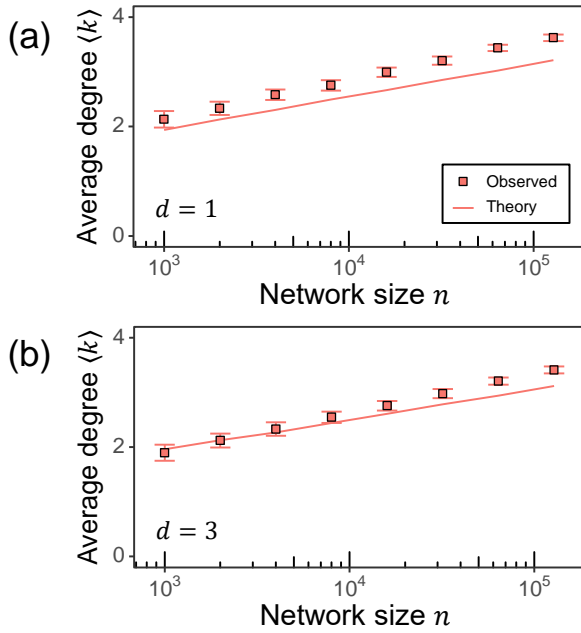 (a)
Average degree ⟨k⟩
4
2
0
d = 1
Observed
Theory
10³
10⁴
10⁵
Network size n
(b)
Average degree ⟨k⟩
4
2
0
d = 3
10³
10⁴
10⁵
Network size n